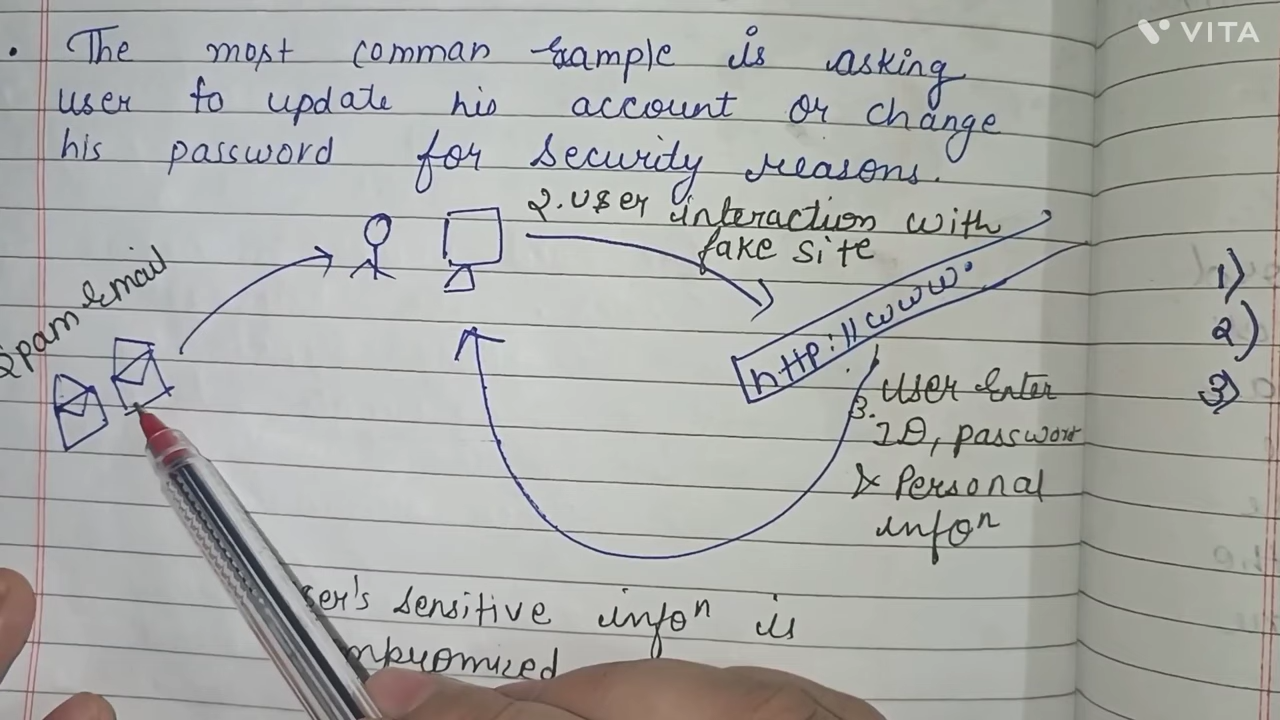 VITA
• The most comman example is asking
user to update his account or change
his password for security reasons.
2. user interaction with
fake site
Spam Email
http://www.
3. User Enter
ID, password
& Personal
infoⁿ
ser's sensitive infoⁿ is
mpromized
1)
2)
3)